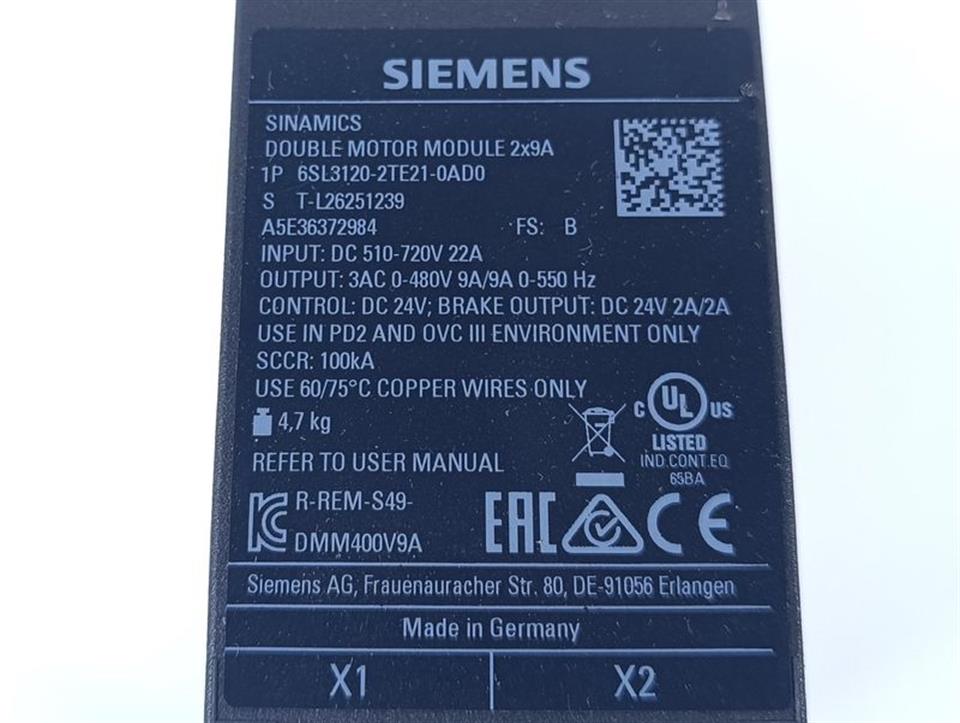 SIEMENS
SINAMICS
DOUBLE MOTOR MODULE 2x9A
1P 6SL3120-2TE21-0AD0
S T-L26251239
A5E36372984 FS: B
INPUT: DC 510-720V 22A
OUTPUT: 3AC 0-480V 9A/9A 0-550 Hz
CONTROL: DC 24V; BRAKE OUTPUT: DC 24V 2A/2A
USE IN PD2 AND OVC III ENVIRONMENT ONLY
SCCR: 100kA
USE 60/75°C COPPER WIRES ONLY
4,7 kg
C UL US
LISTED
IND.CONT.EQ
65BA
REFER TO USER MANUAL
R-REM-S49-
DMM400V9A
EAC CE
Siemens AG, Frauenauracher Str. 80, DE-91056 Erlangen
Made in Germany
X1 X2